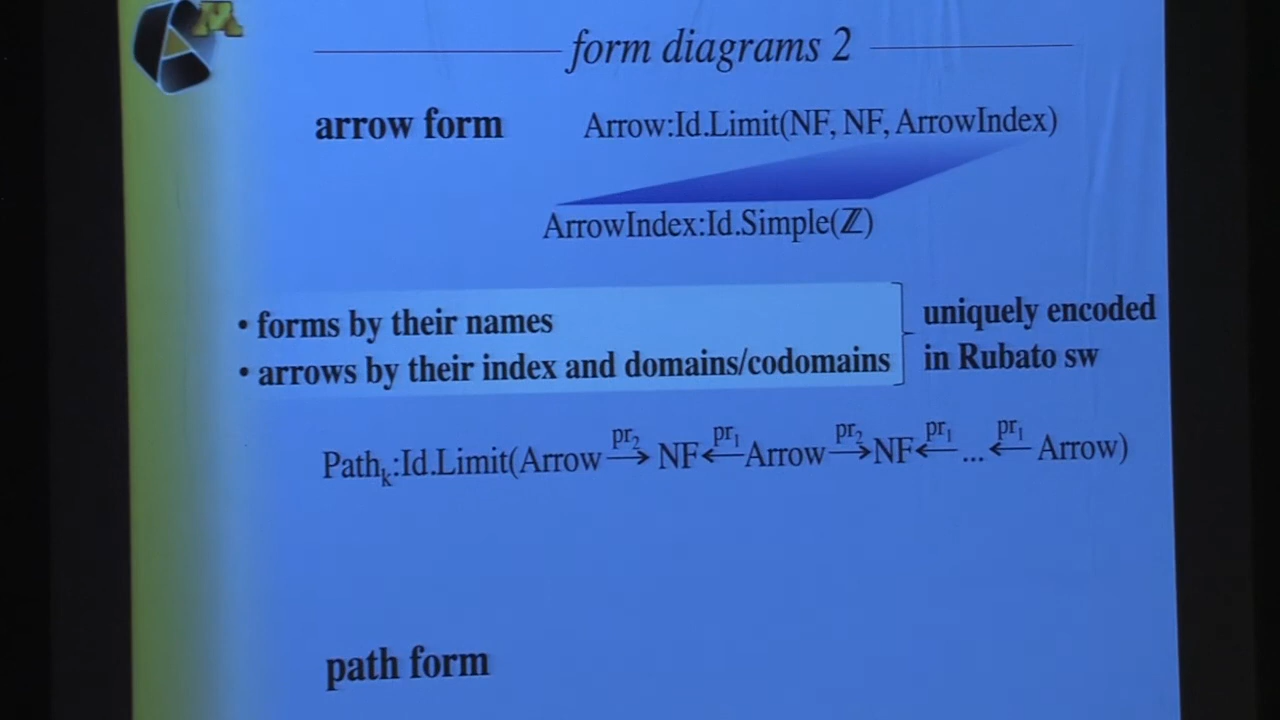 form diagrams 2
arrow form Arrow:Id.Limit(NF, NF, ArrowIndex)
ArrowIndex:Id.Simple(ℤ)
• forms by their names
• arrows by their index and domains/codomains
uniquely encoded
in Rubato sw
pr₂ pr₁ pr₂ pr₁ pr₁
Pathₖ:Id.Limit(Arrow → NF ← Arrow → NF ← ... ← Arrow)
path form